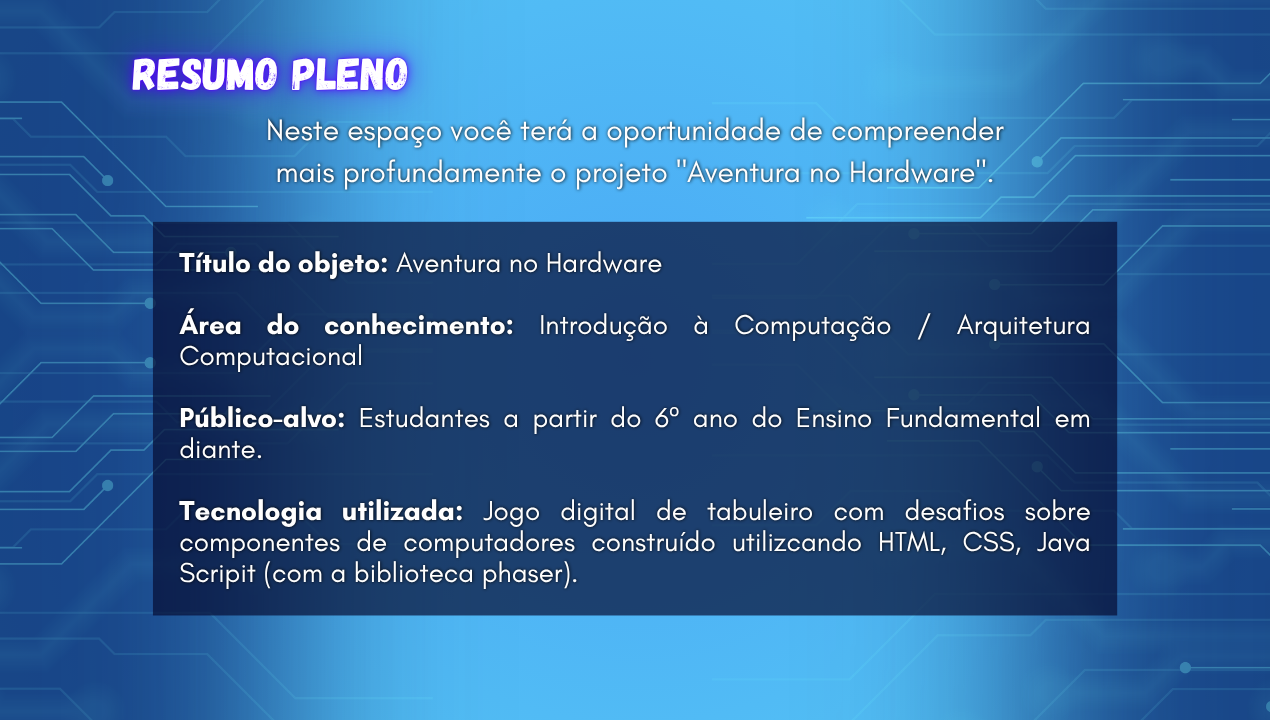 RESUMO PLENO
Neste espaço você terá a oportunidade de compreender
mais profundamente o projeto "Aventura no Hardware".
Título do objeto: Aventura no Hardware
Área do conhecimento: Introdução à Computação / Arquitetura
Computacional
Público-alvo: Estudantes a partir do 6º ano do Ensino Fundamental em
diante.
Tecnologia utilizada: Jogo digital de tabuleiro com desafios sobre
componentes de computadores construído utilizcando HTML, CSS, Java
Scripit (com a biblioteca phaser).